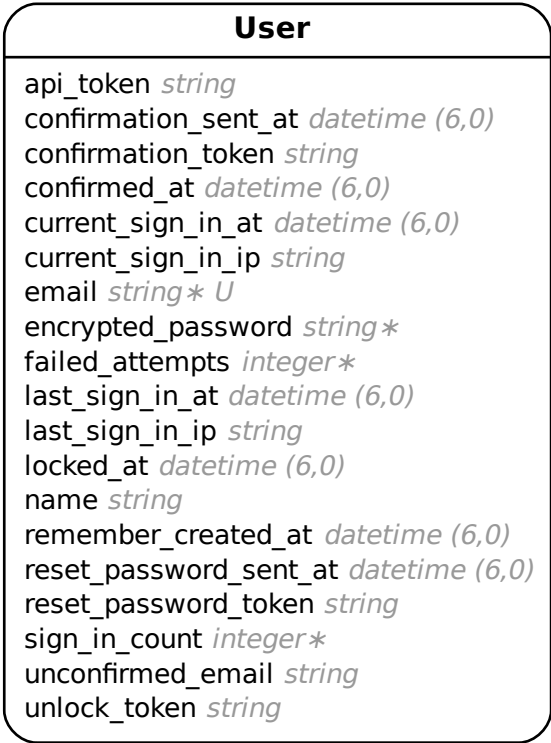 User
api_token string
confirmation_sent_at datetime (6,0)
confirmation_token string
confirmed_at datetime (6,0)
current_sign_in_at datetime (6,0)
current_sign_in_ip string
email string∗ U
encrypted_password string∗
failed_attempts integer∗
last_sign_in_at datetime (6,0)
last_sign_in_ip string
locked_at datetime (6,0)
name string
remember_created_at datetime (6,0)
reset_password_sent_at datetime (6,0)
reset_password_token string
sign_in_count integer∗
unconfirmed_email string
unlock_token string